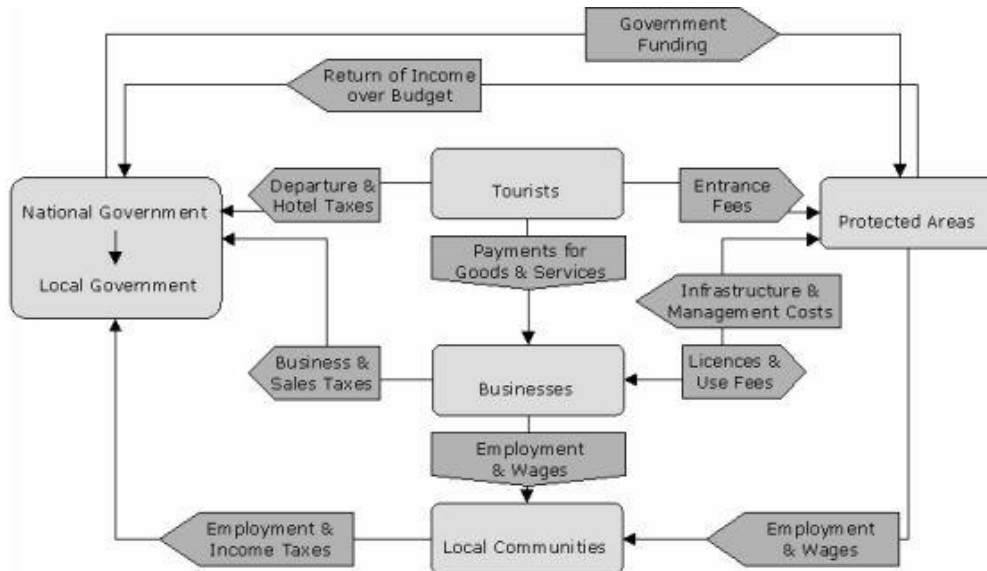 Government
Funding
Return of Income
over Budget
Departure &
Hotel Taxes
Tourists
Entrance
Fees
National Government
Local Government
Protected Areas
Payments for
Goods & Services
Infrastructure &
Management Costs
Business &
Sales Taxes
Businesses
Licences &
Use Fees
Employment
& Wages
Employment &
Income Taxes
Local Communities
Employment
& Wages